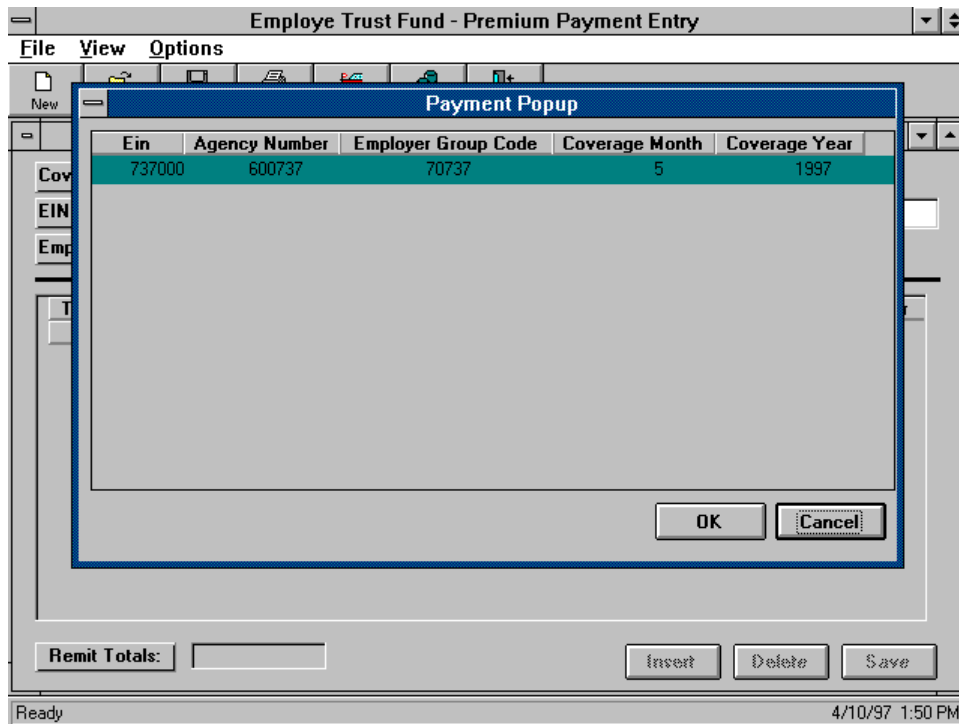 Employe Trust Fund - Premium Payment Entry
File View Options
New
Payment Popup
Ein Agency Number Employer Group Code Coverage Month Coverage Year
737000 600737 70737 5 1997
Cov
EIN
Emp
T
OK Cancel
Remit Totals:
Insert Delete Save
Ready 4/10/97 1:50 PM